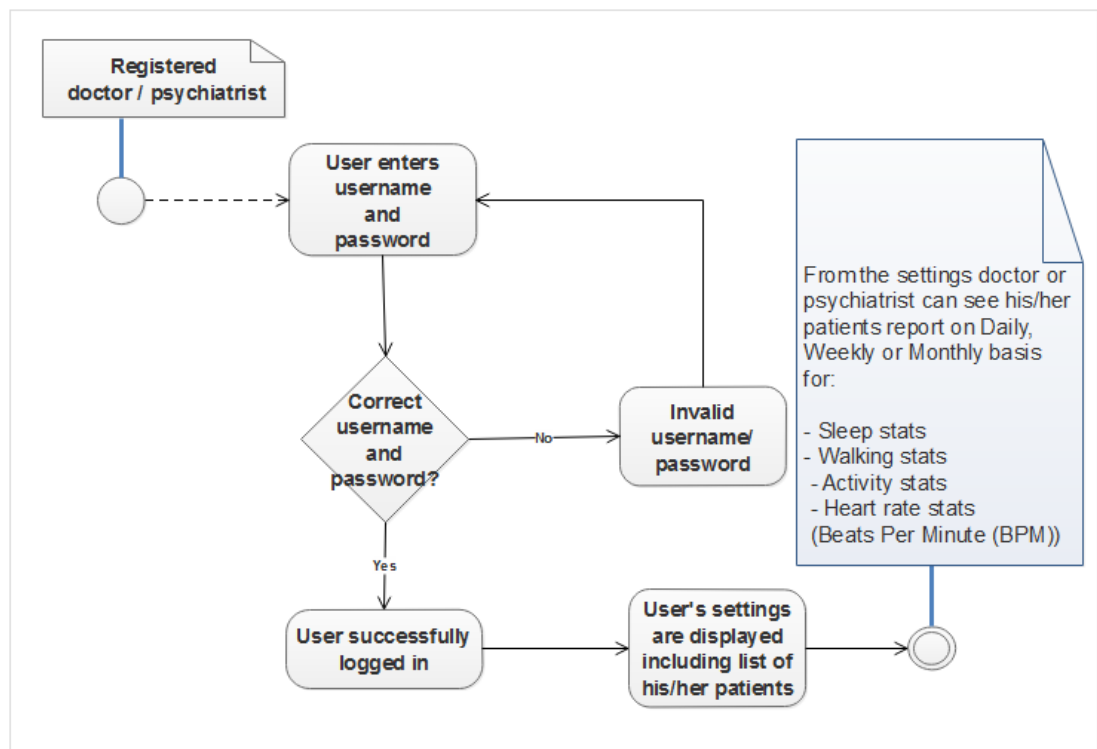 Registered
doctor / psychiatrist
User enters
username
and
password
Correct
username
and
password?
No
Invalid
username/
password
Yes
User successfully
logged in
User's settings
are displayed
including list of
his/her patients
From the settings doctor or
psychiatrist can see his/her
patients report on Daily,
Weekly or Monthly basis
for:
- Sleep stats
- Walking stats
- Activity stats
- Heart rate stats
(Beats Per Minute (BPM))